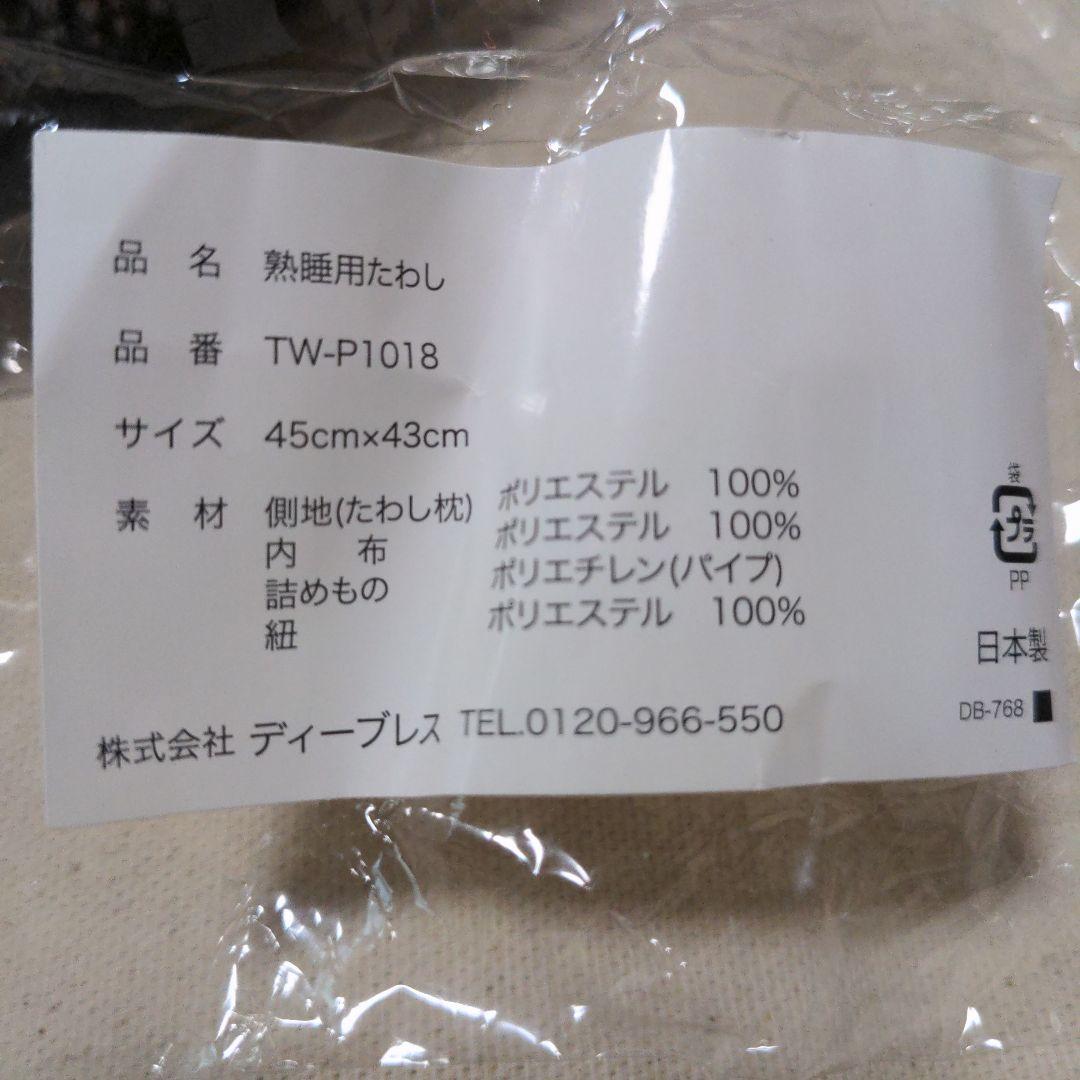 品 名 熟睡用たわし
品 番 TW-P1018
サイズ 45cm×43cm
素 材 側地(たわし枕) ポリエステル 100%
内 布 ポリエステル 100%
詰めもの ポリエチレン(パイプ)
紐 ポリエステル 100%
袋
プラ
PP
日本製
DB-768
株式会社 ディーブレス TEL.0120-966-550